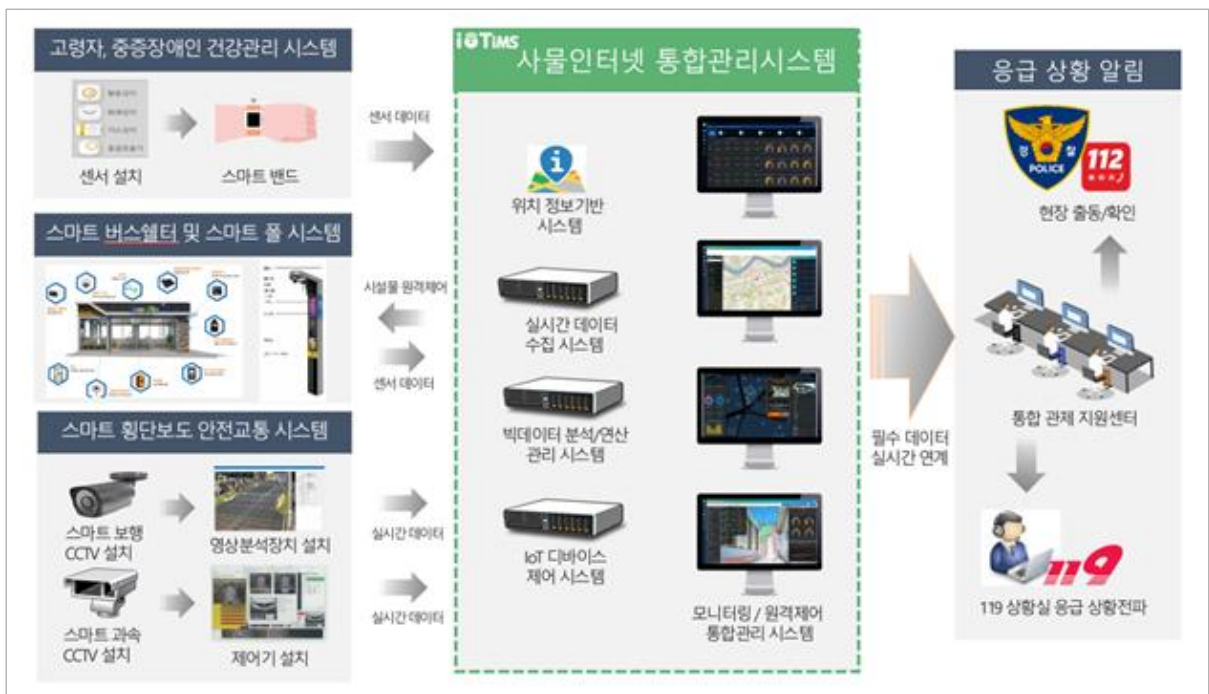 고령자, 중증장애인 건강관리 시스템
센서 설치
스마트 밴드
센서 데이터
스마트 버스쉘터 및 스마트 폴 시스템
시설물 원격제어
센서 데이터
스마트 횡단보도 안전교통 시스템
스마트 보행
CCTV 설치
영상분석장치 설치
실시간 데이터
스마트 과속
CCTV 설치
제어기 설치
실시간 데이터
IOTIMS
사물인터넷 통합관리시스템
위치 정보기반
시스템
실시간 데이터
수집 시스템
빅데이터 분석/연산
관리 시스템
IoT 디바이스
제어 시스템
모니터링 / 원격제어
통합관리 시스템
필수 데이터
실시간 연계
응급 상황 알림
경찰
POLICE
112
현장 출동/확인
통합 관제 지원센터
119
119 상황실 응급 상황전파